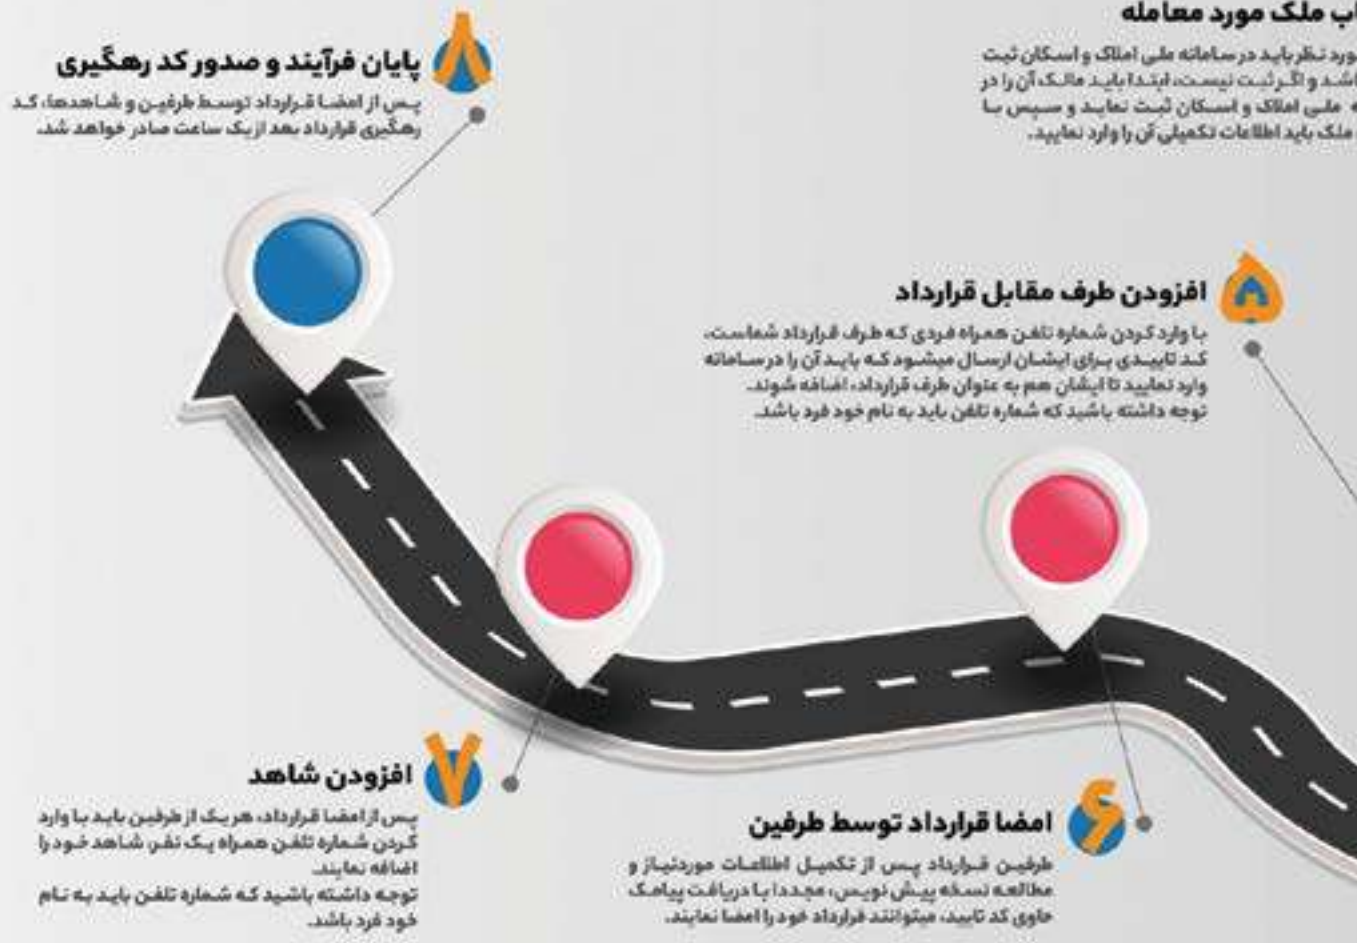 اب ملک مورد معامله
مورد نظر باید در سامانه ملی املاک و اسکان ثبت
باشد و اگر ثبت نیست، ابتدا باید مالک آن را در
ه ملی املاک و اسکان ثبت نماید و سپس با
ملک باید اطلاعات تکمیلی آن را وارد نمایید.
۵
افزودن طرف مقابل قرارداد
با وارد کردن شماره تلفن همراه فردی که طرف قرارداد شماست،
کد تاییدی برای ایشان ارسال میشود که باید آن را در سامانه
وارد نمایید تا ایشان هم به عنوان طرف قرارداد، اضافه شوند.
توجه داشته باشید که شماره تلفن باید به نام خود فرد باشد.
۶
امضا قرارداد توسط طرفین
طرفین قرارداد پس از تکمیل اطلاعات موردنیاز و
مطالعه نسخه پیش نویس، مجددا با دریافت پیامک
حاوی کد تایید، میتوانند قرارداد خود را امضا نمایند.
۷
افزودن شاهد
پس از امضا قرارداد، هر یک از طرفین باید با وارد
کردن شماره تلفن همراه یک نفر، شاهد خود را
اضافه نمایند.
توجه داشته باشید که شماره تلفن باید به نام
خود فرد باشد.
۸
پایان فرآیند و صدور کد رهگیری
پس از امضا قرارداد توسط طرفین و شاهدها، کد
رهگیری قرارداد بعد از یک ساعت صادر خواهد شد.